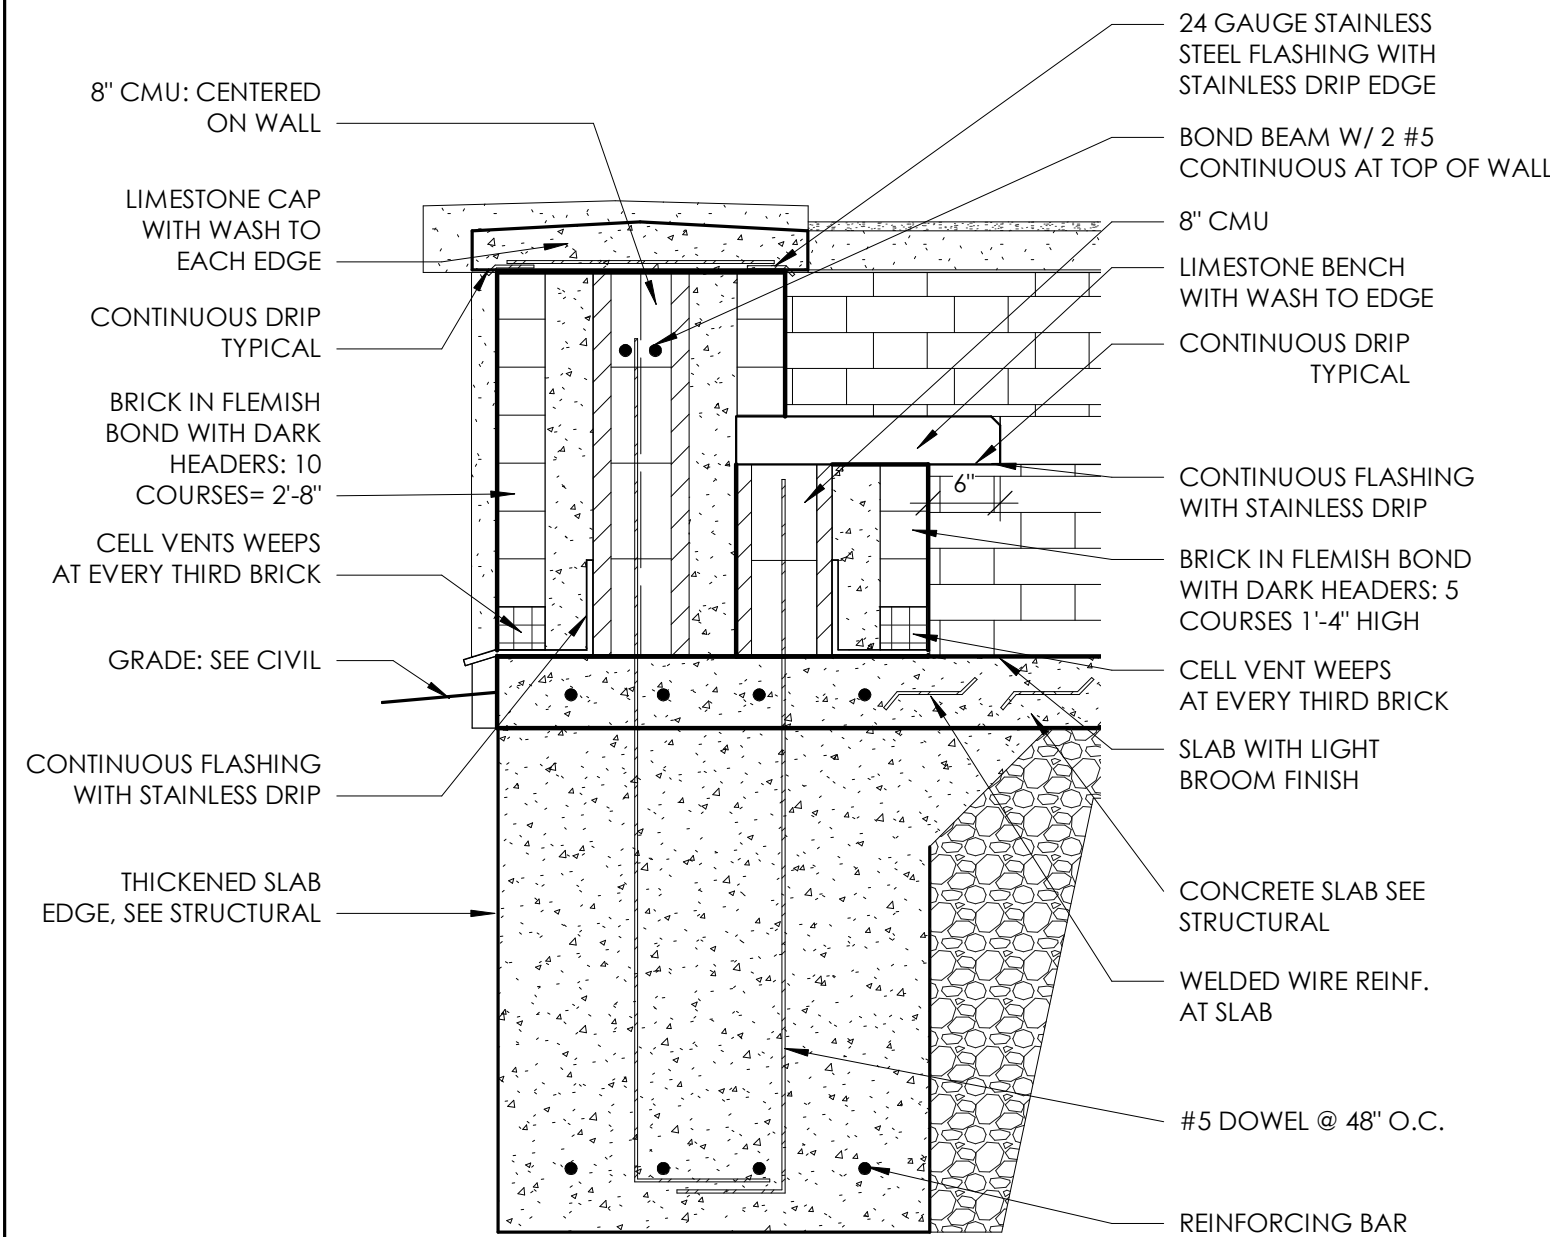 8" CMU: CENTERED
ON WALL
LIMESTONE CAP
WITH WASH TO
EACH EDGE
CONTINUOUS DRIP
TYPICAL
BRICK IN FLEMISH
BOND WITH DARK
HEADERS: 10
COURSES= 2'-8"
CELL VENTS WEEPS
AT EVERY THIRD BRICK
GRADE: SEE CIVIL
CONTINUOUS FLASHING
WITH STAINLESS DRIP
THICKENED SLAB
EDGE, SEE STRUCTURAL
6"
24 GAUGE STAINLESS
STEEL FLASHING WITH
STAINLESS DRIP EDGE
BOND BEAM W/ 2 #5
CONTINUOUS AT TOP OF WALL
8" CMU
LIMESTONE BENCH
WITH WASH TO EDGE
CONTINUOUS DRIP
TYPICAL
CONTINUOUS FLASHING
WITH STAINLESS DRIP
BRICK IN FLEMISH BOND
WITH DARK HEADERS: 5
COURSES 1'-4" HIGH
CELL VENT WEEPS
AT EVERY THIRD BRICK
SLAB WITH LIGHT
BROOM FINISH
CONCRETE SLAB SEE
STRUCTURAL
WELDED WIRE REINF.
AT SLAB
#5 DOWEL @ 48" O.C.
REINFORCING BAR